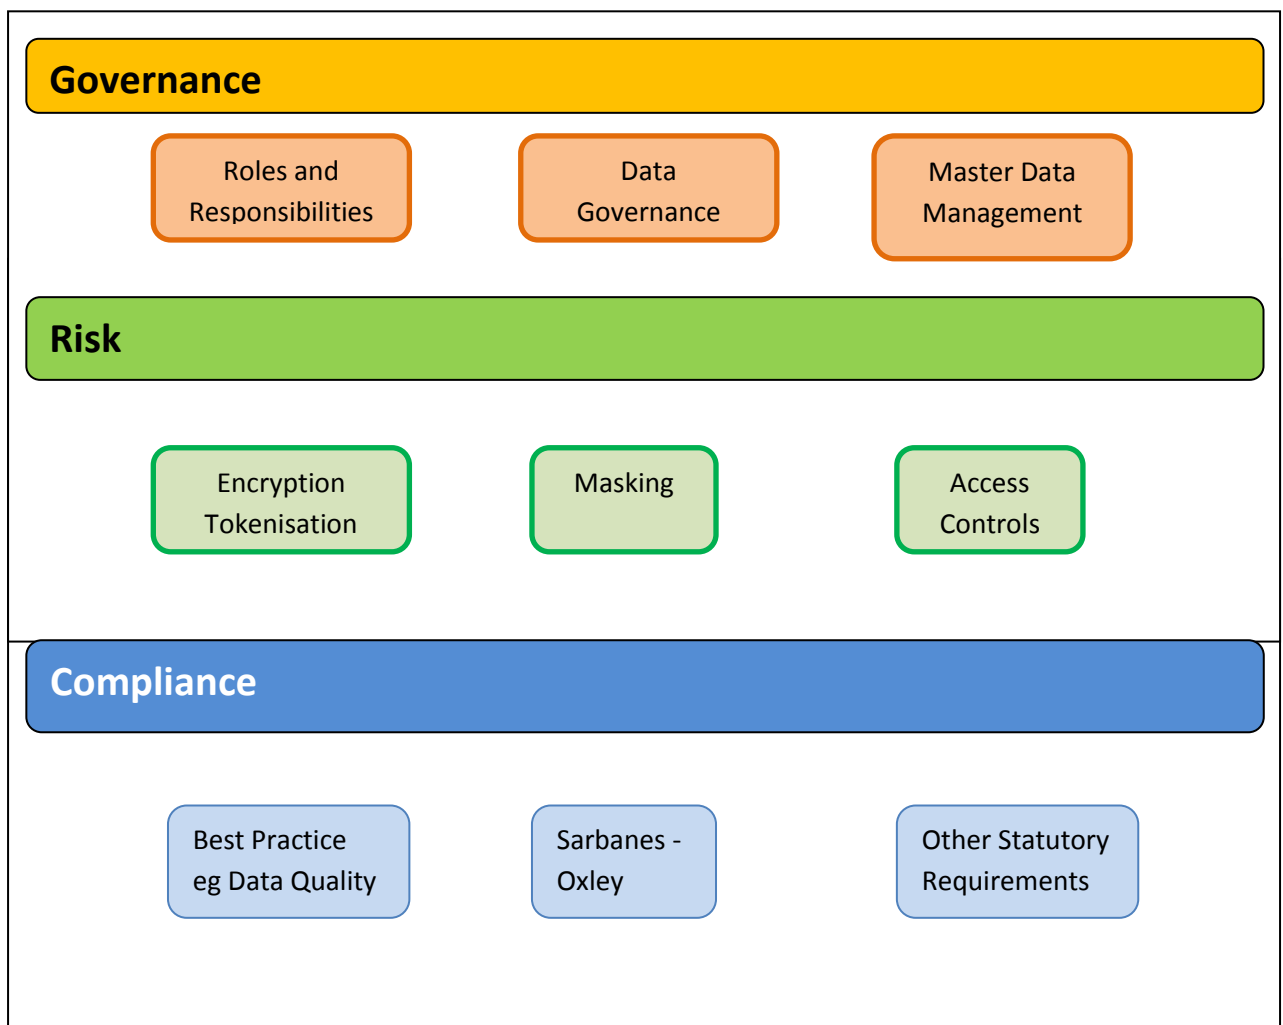 Governance
Roles and
Responsibilities
Data
Governance
Master Data
Management
Risk
Encryption
Tokenisation
Masking
Access
Controls
Compliance
Best Practice
eg Data Quality
Sarbanes -
Oxley
Other Statutory
Requirements